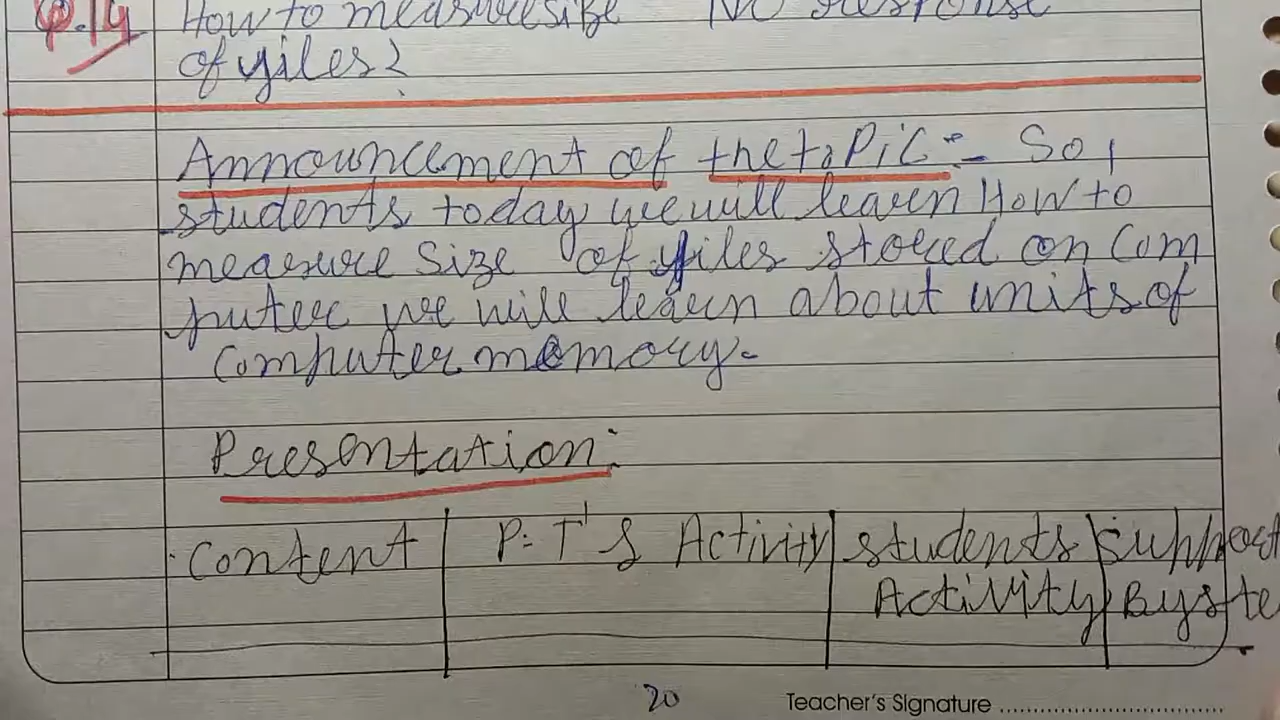 Q.14 How to measure size No response
of files?
Announcement of the topic:- So,
students today we will learn How to
measure size of files stored on Com
puter we will learn about units of
computer memory.
Presentation:
Content P.T's Activity students support
Activity Byste
20 Teacher's Signature